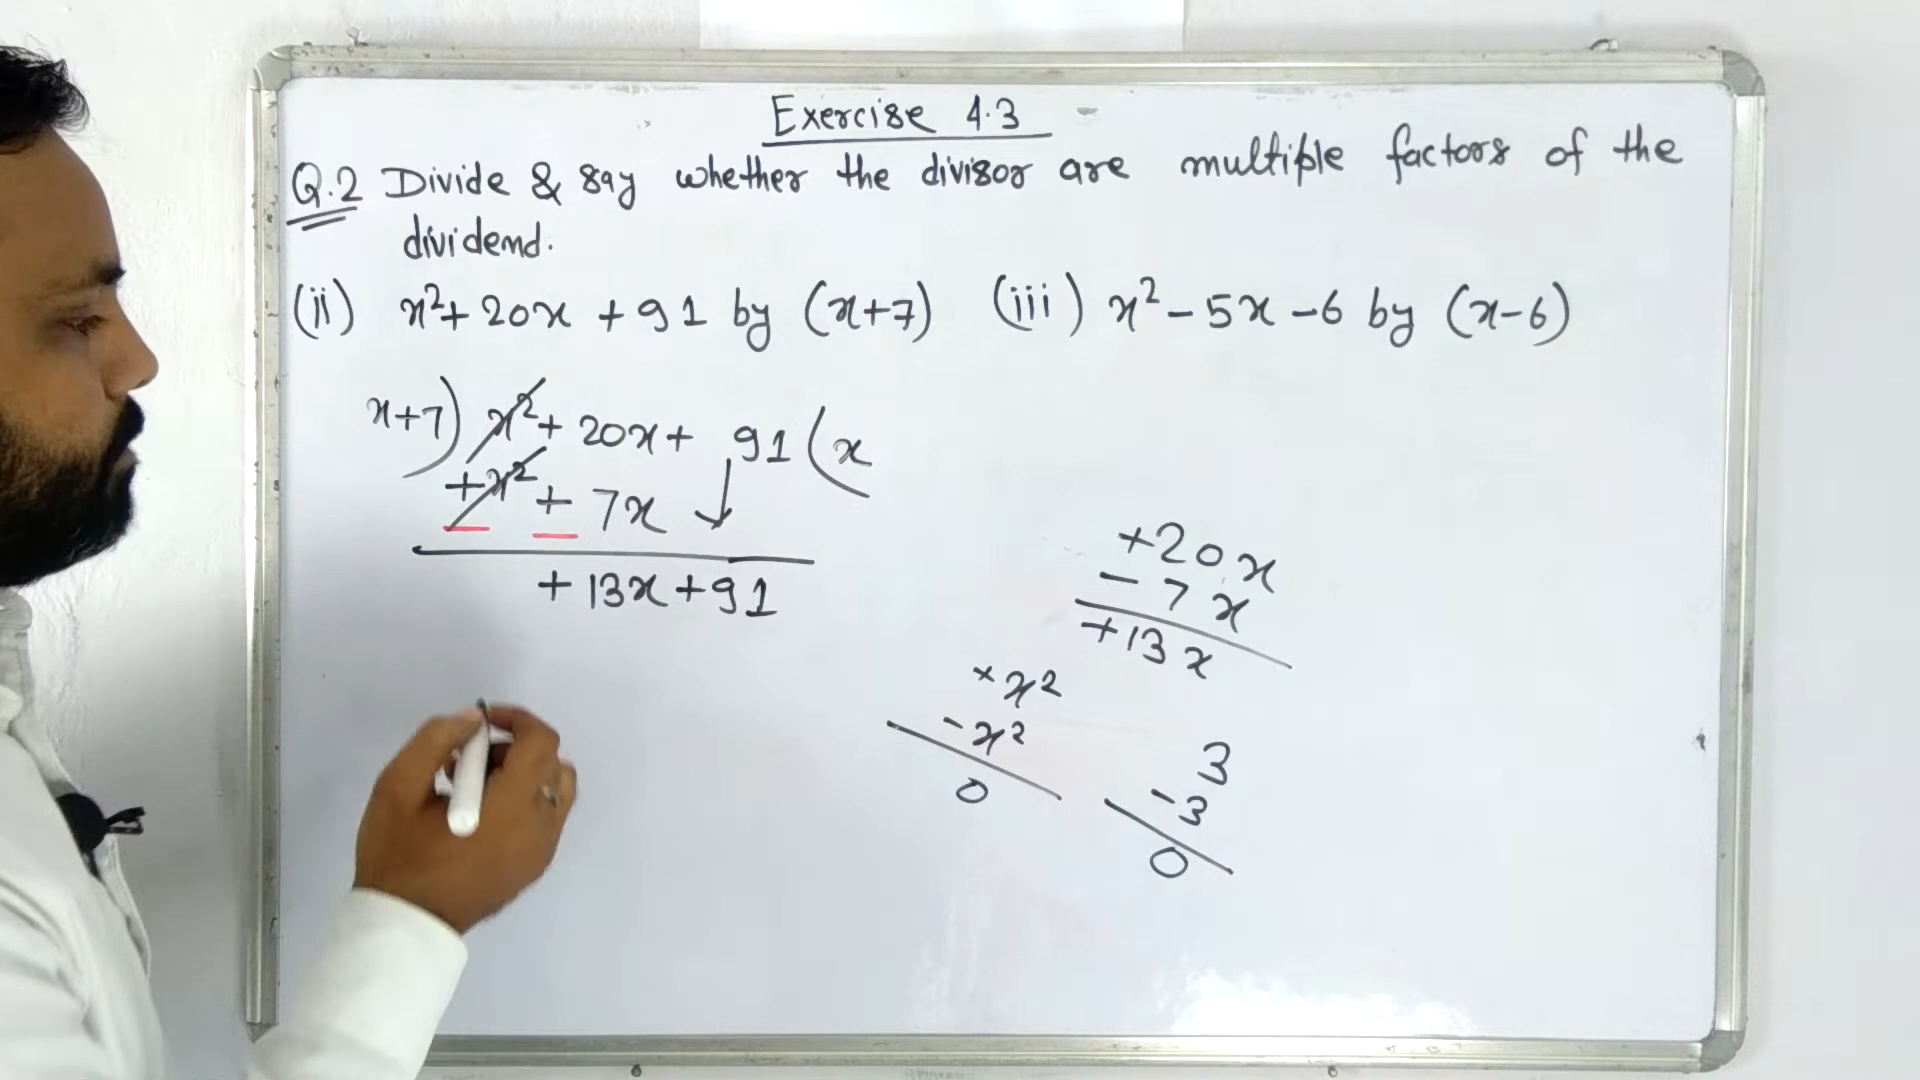 Exercise 4.3
Q.2 Divide & say whether the divisor are multiple factors of the
dividend.
(ii) x²+ 20x + 91 by (x+7) (iii) x² - 5x - 6 by (x-6)
x+7) x²+ 20x + 91 (x
+x² + 7x ↓
+ 13x + 91
+20x
- 7x
+13x
+x²
-x²
0
3
-3
0